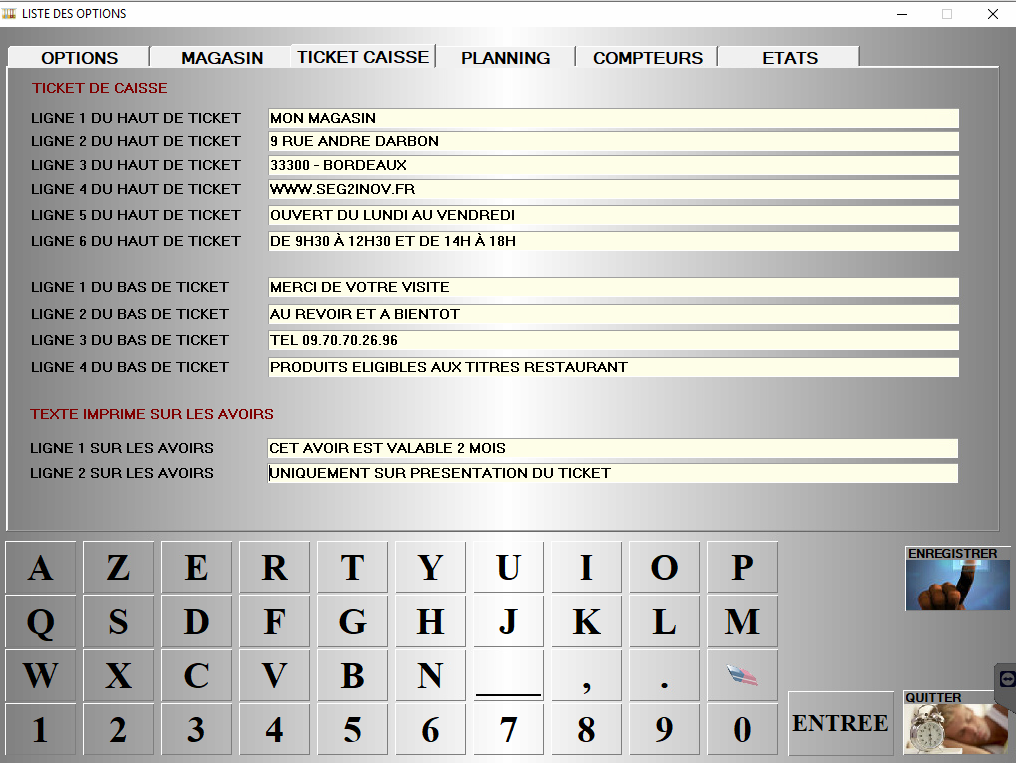 LISTE DES OPTIONS
OPTIONS MAGASIN TICKET CAISSE PLANNING COMPTEURS ETATS
TICKET DE CAISSE
LIGNE 1 DU HAUT DE TICKET MON MAGASIN
LIGNE 2 DU HAUT DE TICKET 9 RUE ANDRE DARBON
LIGNE 3 DU HAUT DE TICKET 33300 - BORDEAUX
LIGNE 4 DU HAUT DE TICKET WWW.SEG2INOV.FR
LIGNE 5 DU HAUT DE TICKET OUVERT DU LUNDI AU VENDREDI
LIGNE 6 DU HAUT DE TICKET DE 9H30 À 12H30 ET DE 14H À 18H
LIGNE 1 DU BAS DE TICKET MERCI DE VOTRE VISITE
LIGNE 2 DU BAS DE TICKET AU REVOIR ET A BIENTOT
LIGNE 3 DU BAS DE TICKET TEL 09.70.70.26.96
LIGNE 4 DU BAS DE TICKET PRODUITS ELIGIBLES AUX TITRES RESTAURANT
TEXTE IMPRIME SUR LES AVOIRS
LIGNE 1 SUR LES AVOIRS CET AVOIR EST VALABLE 2 MOIS
LIGNE 2 SUR LES AVOIRS UNIQUEMENT SUR PRESENTATION DU TICKET
A Z E R T Y U I O P
ENREGISTRER
Q S D F G H J K L M
W X C V B N ___ , .
1 2 3 4 5 6 7 8 9 0
ENTREE
QUITTER